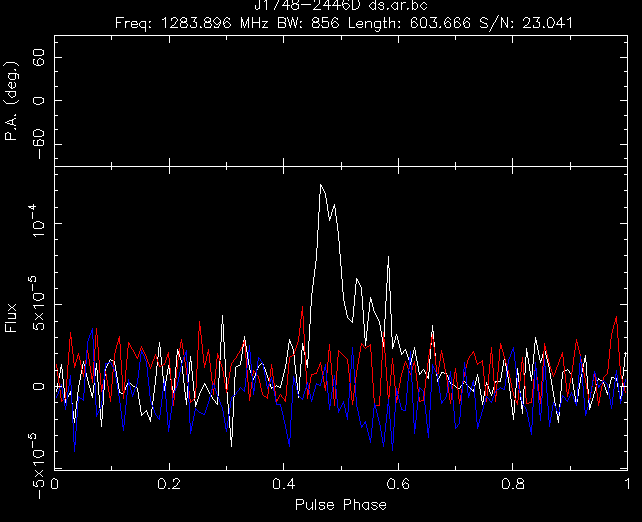 J1748-2446D ds.ar.bc
Freq: 1283.896 MHz BW: 856 Length: 603.666 S/N: 23.041
P.A. (deg.)
60
0
-60
Flux
10^-4
5×10^-5
0
-5×10^-5
0 0.2 0.4 0.6 0.8 1
Pulse Phase